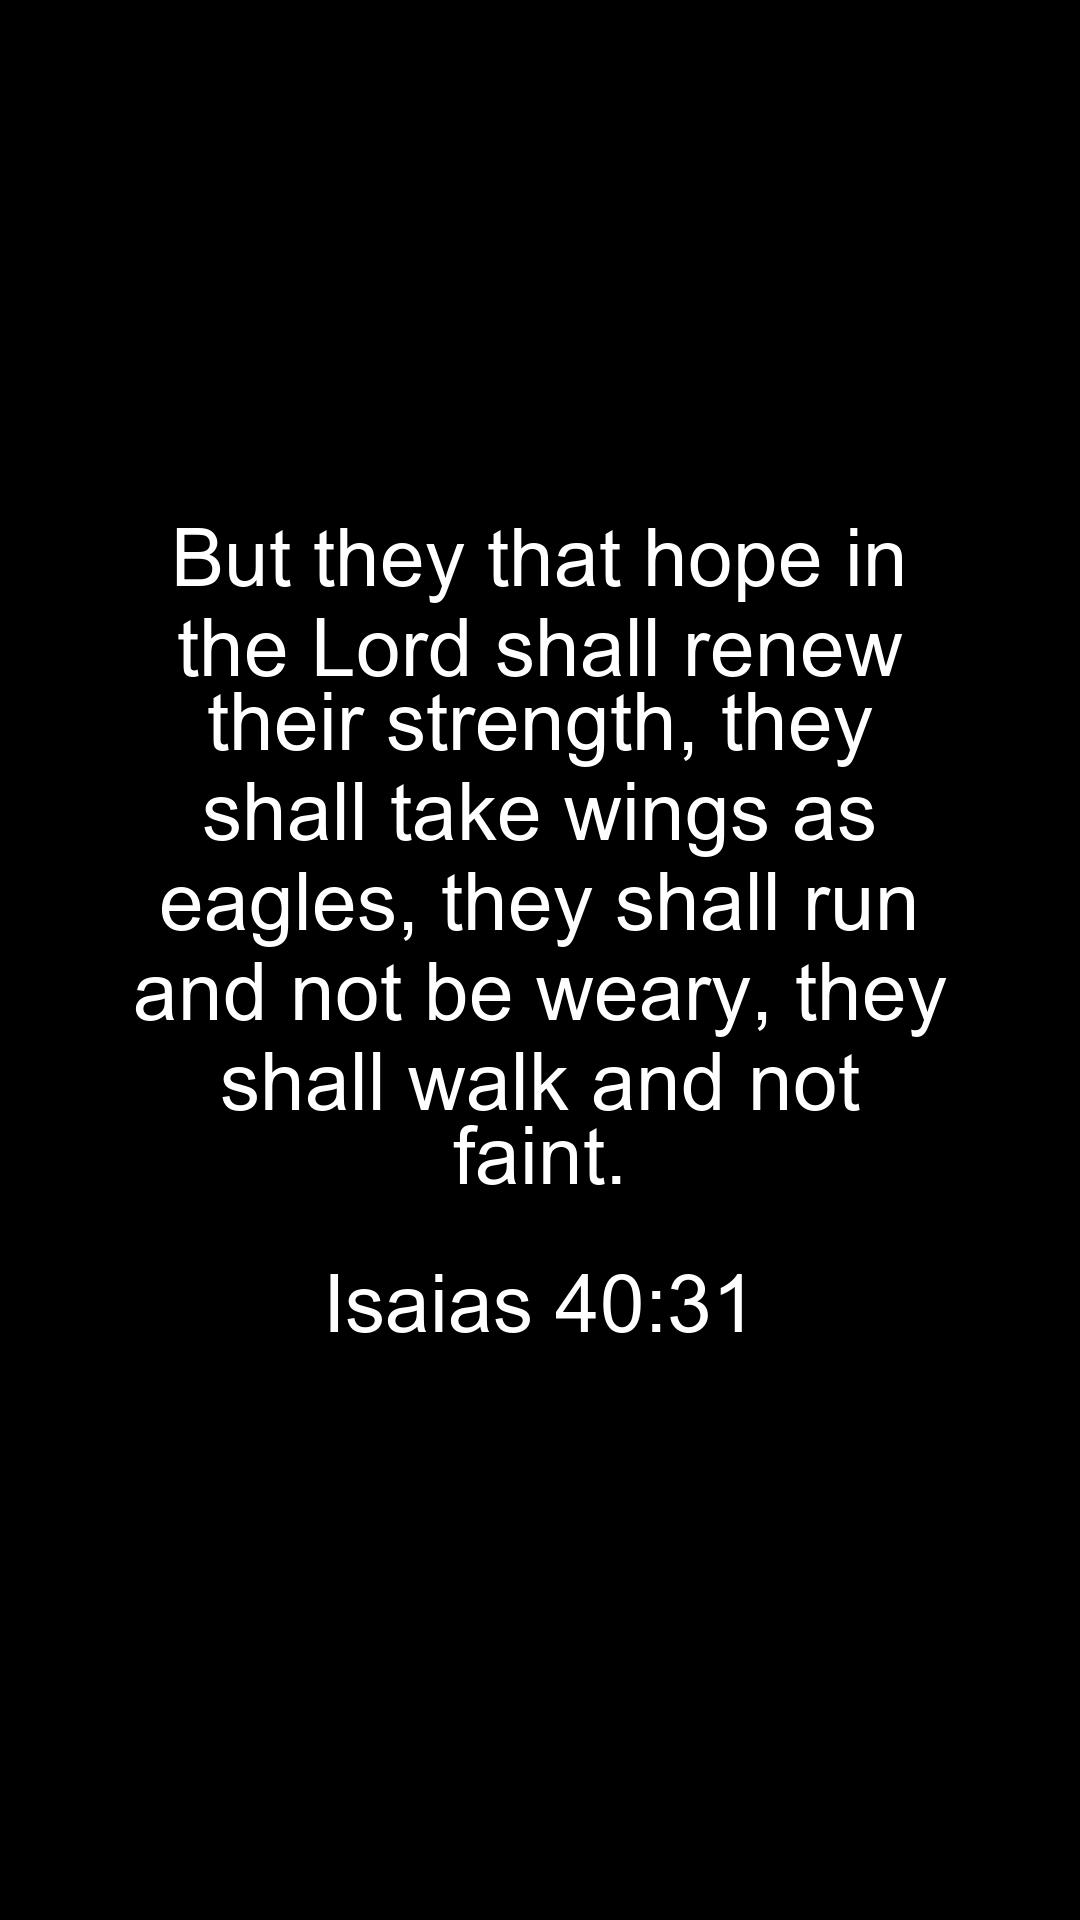 But they that hope in
the Lord shall renew
their strength, they
shall take wings as
eagles, they shall run
and not be weary, they
shall walk and not
faint.
Isaias 40:31